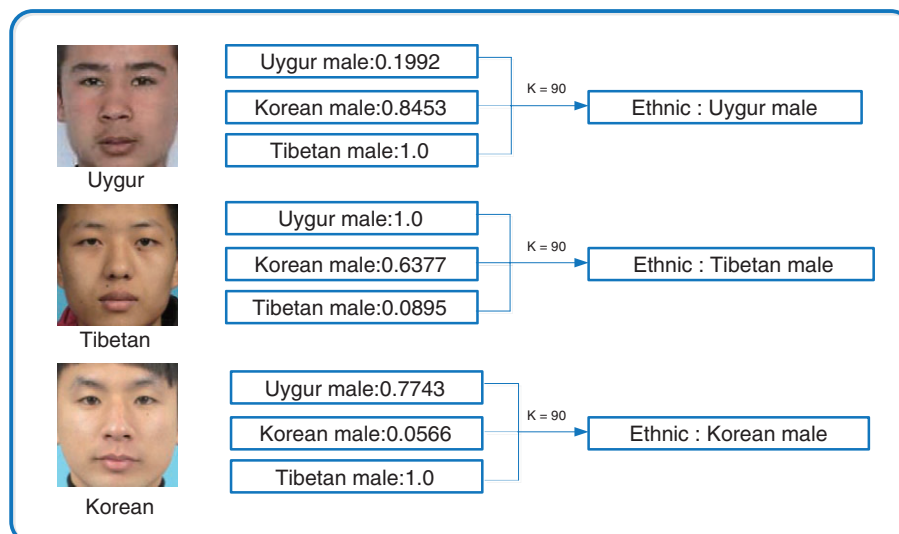 Uygur male:0.1992
Korean male:0.8453
Tibetan male:1.0
K = 90
Ethnic : Uygur male
Uygur
Uygur male:1.0
Korean male:0.6377
Tibetan male:0.0895
K = 90
Ethnic : Tibetan male
Tibetan
Uygur male:0.7743
Korean male:0.0566
Tibetan male:1.0
K = 90
Ethnic : Korean male
Korean